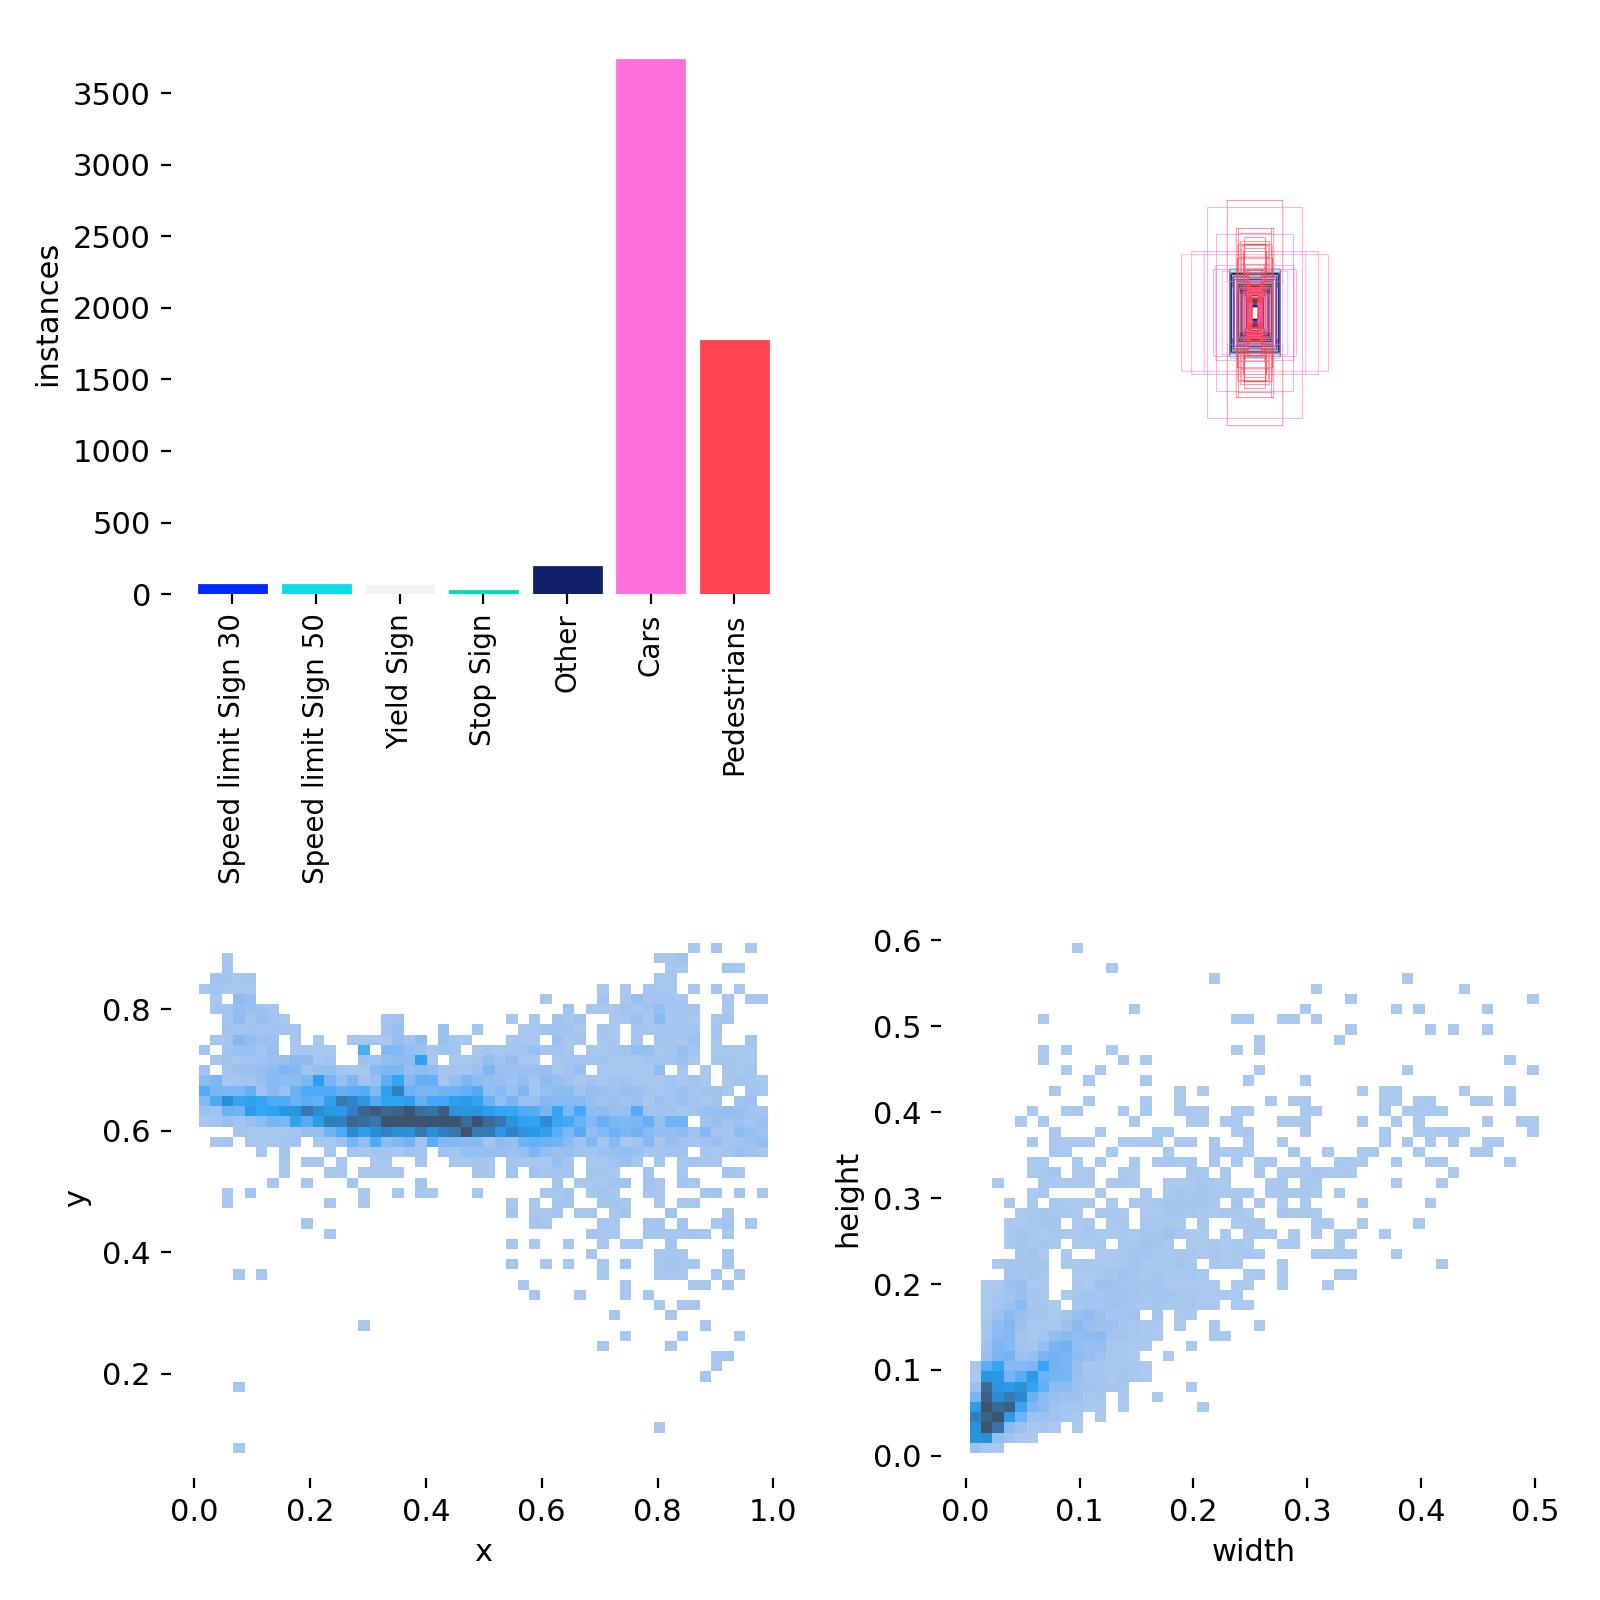 instances
3500
3000
2500
2000
1500
1000
500
0
Speed limit Sign 30
Speed limit Sign 50
Yield Sign
Stop Sign
Other
Cars
Pedestrians
y
0.8
0.6
0.4
0.2
0.0 0.2 0.4 0.6 0.8 1.0
x
height
0.6
0.5
0.4
0.3
0.2
0.1
0.0
0.0 0.1 0.2 0.3 0.4 0.5
width